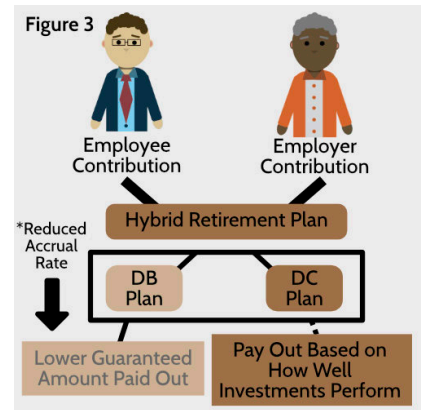 Figure 3
Employee
Contribution
Employer
Contribution
Hybrid Retirement Plan
*Reduced
Accrual
Rate
DB
Plan
DC
Plan
Lower Guaranteed
Amount Paid Out
Pay Out Based on
How Well
Investments Perform